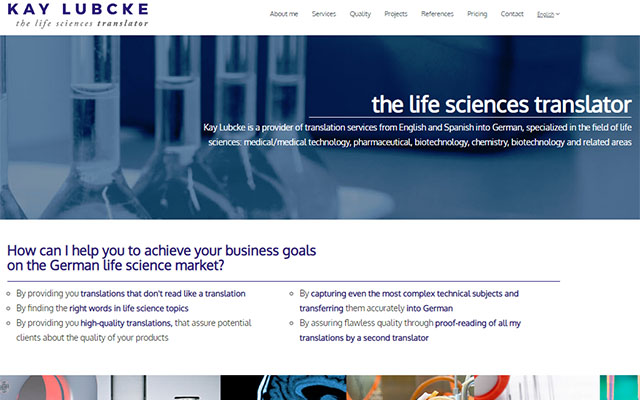 KAY LUBCKE
the life sciences translator
About me Services Quality Projects References Pricing Contact English
the life sciences translator
Kay Lubcke is a provider of translation services from English and Spanish into German, specialized in the field of life
sciences: medical/medical technology, pharmaceutical, biotechnology, chemistry, biotechnology and related areas
How can I help you to achieve your business goals
on the German life science market?
By providing you translations that don't read like a translation
By finding the right words in life science topics
By providing you high-quality translations, that assure potential
clients about the quality of your products
By capturing even the most complex technical subjects and
transferring them accurately into German
By assuring flawless quality through proof-reading of all my
translations by a second translator